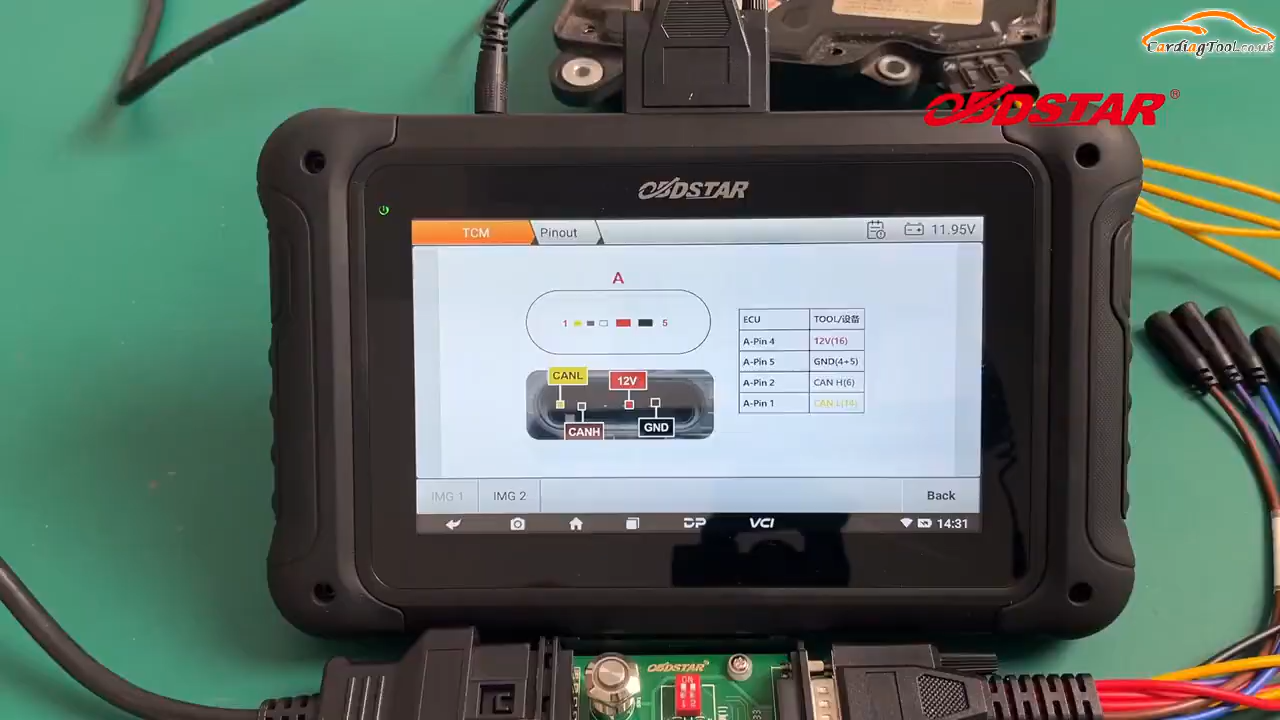 CardiagTool.co.uk
OBDSTAR®
OBDSTAR
TCM
Pinout
11.95V
A
1
5
CANL
12V
CANH
GND
ECU TOOL/设备
A-Pin 4 12V(16)
A-Pin 5 GND(4+5)
A-Pin 2 CAN H(6)
A-Pin 1 CAN L(14)
IMG 1
IMG 2
Back
DP
VCI
14:31
OBDSTAR
ON